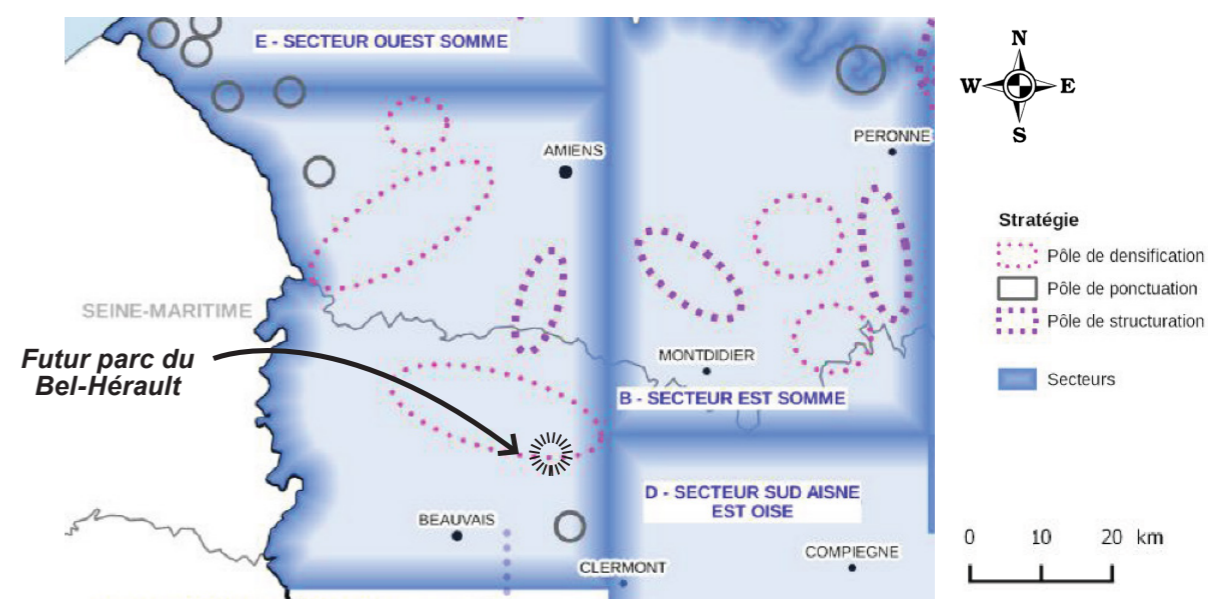 E - SECTEUR OUEST SOMME
AMIENS
PERONNE
SEINE-MARITIME
Futur parc du
Bel-Hérault
MONTDIDIER
B - SECTEUR EST SOMME
D - SECTEUR SUD AISNE
EST OISE
BEAUVAIS
CLERMONT
COMPIEGNE
N
W E
S
Stratégie
Pôle de densification
Pôle de ponctuation
Pôle de structuration
Secteurs
0 10 20 km